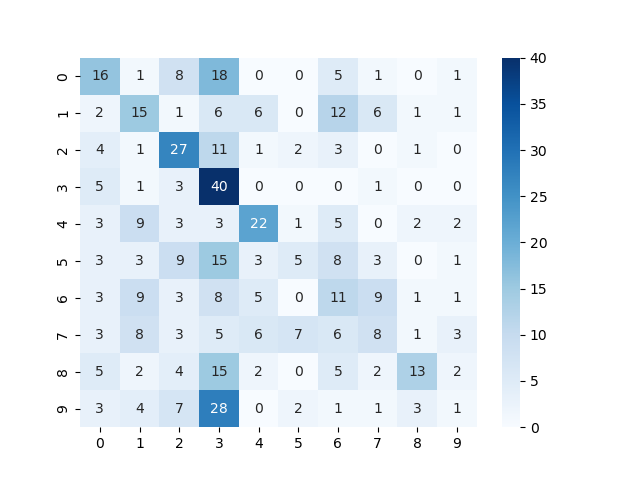 0 16 1 8 18 0 0 5 1 0 1
1 2 15 1 6 6 0 12 6 1 1
2 4 1 27 11 1 2 3 0 1 0
3 5 1 3 40 0 0 0 1 0 0
4 3 9 3 3 22 1 5 0 2 2
5 3 3 9 15 3 5 8 3 0 1
6 3 9 3 8 5 0 11 9 1 1
7 3 8 3 5 6 7 6 8 1 3
8 5 2 4 15 2 0 5 2 13 2
9 3 4 7 28 0 2 1 1 3 1
0 1 2 3 4 5 6 7 8 9
40
35
30
25
20
15
10
5
0